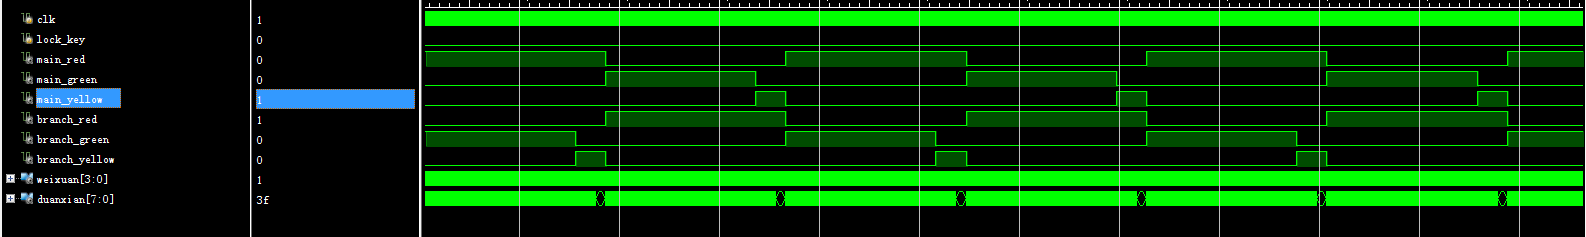 clk 1
lock_key 0
main_red 0
main_green 0
main_yellow 1
branch_red 1
branch_green 0
branch_yellow 0
weixuan[3:0] 1
duanxian[7:0] 3f